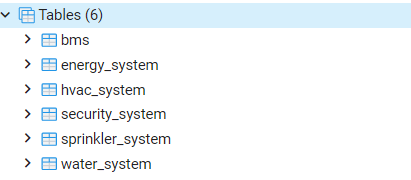 Tables (6)
bms
energy_system
hvac_system
security_system
sprinkler_system
water_system